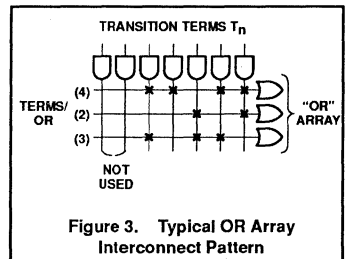 TRANSITION TERMS Tn
(4)
TERMS/
OR
(2)
(3)
"OR"
ARRAY
NOT
USED
Figure 3. Typical OR Array
Interconnect Pattern